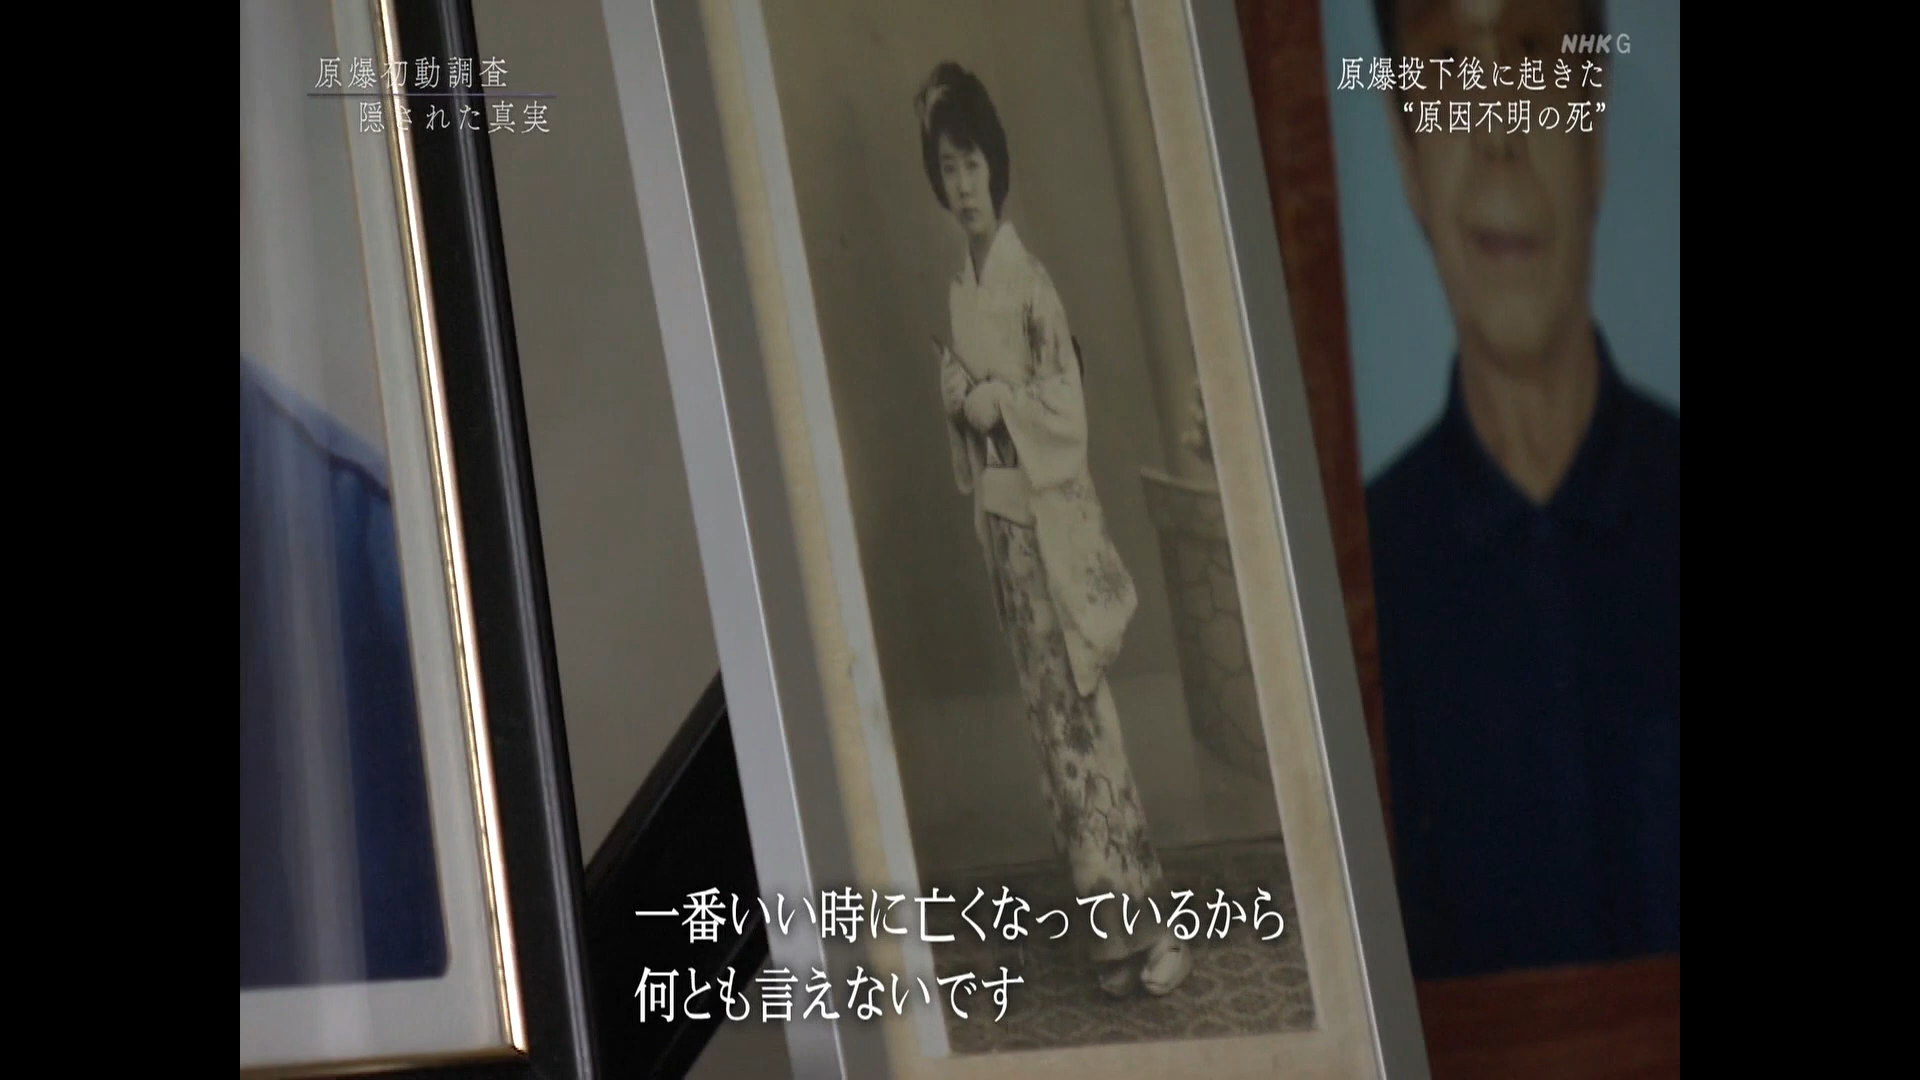 原爆初動調査
隠された真実
NHK G
原爆投下後に起きた
“原因不明の死”
一番いい時に亡くなっているから
何とも言えないです